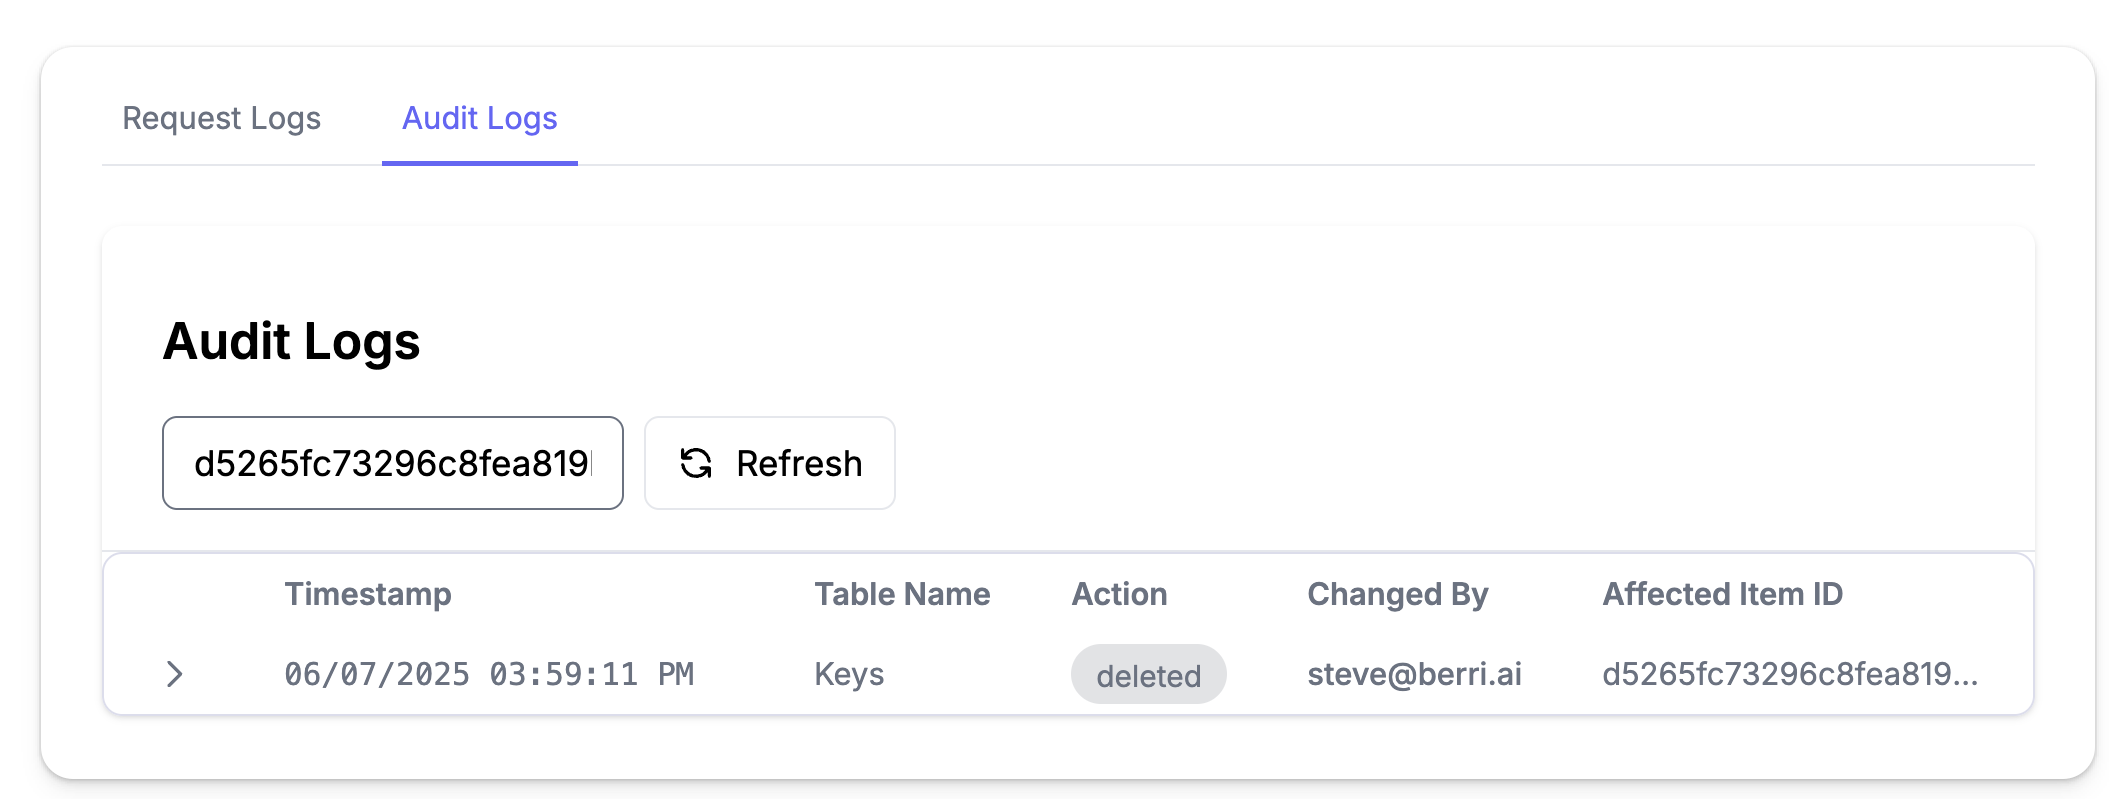 Request Logs Audit Logs
Audit Logs
d5265fc73296c8fea819 Refresh
Timestamp Table Name Action Changed By Affected Item ID
06/07/2025 03:59:11 PM Keys deleted steve@berri.ai d5265fc73296c8fea819...